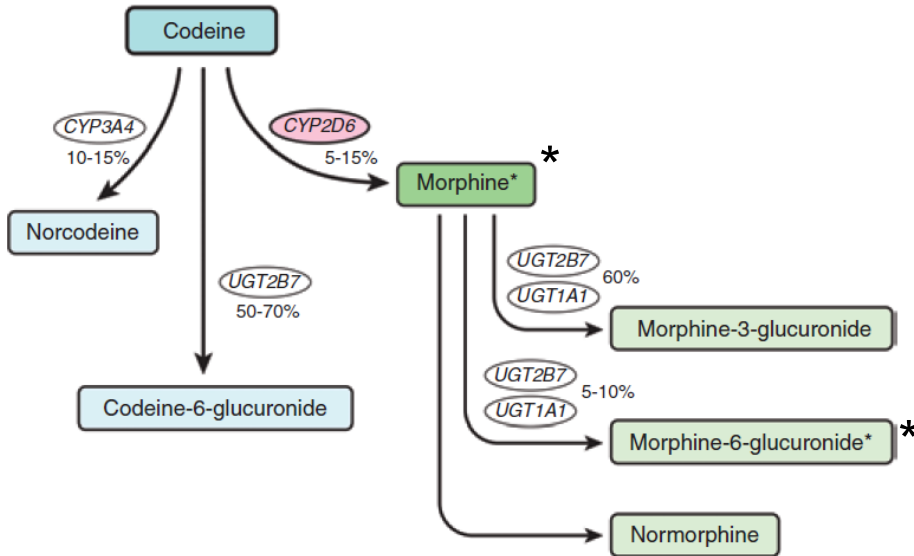 Codeine
CYP3A4
10-15%
CYP2D6
5-15%
*
Morphine*
Norcodeine
UGT2B7
50-70%
UGT2B7
UGT1A1
60%
Morphine-3-glucuronide
Codeine-6-glucuronide
UGT2B7
UGT1A1
5-10%
Morphine-6-glucuronide*
*
Normorphine